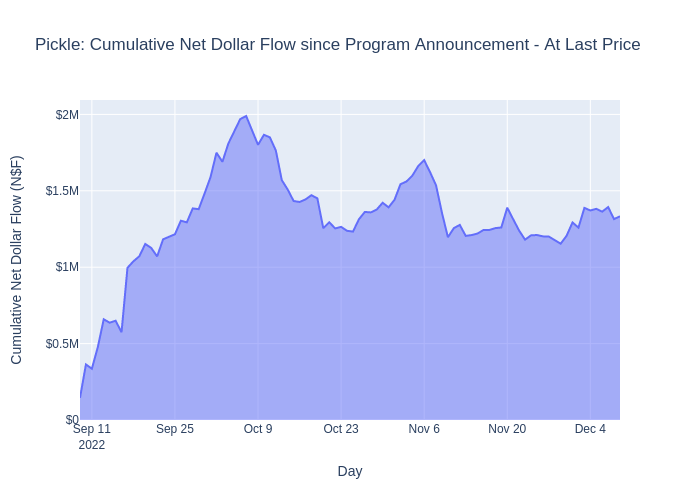 Pickle: Cumulative Net Dollar Flow since Program Announcement - At Last Price
Cumulative Net Dollar Flow (N$F)
$2M
$1.5M
$1M
$0.5M
$0
Sep 11
2022
Sep 25
Oct 9
Oct 23
Nov 6
Nov 20
Dec 4
Day